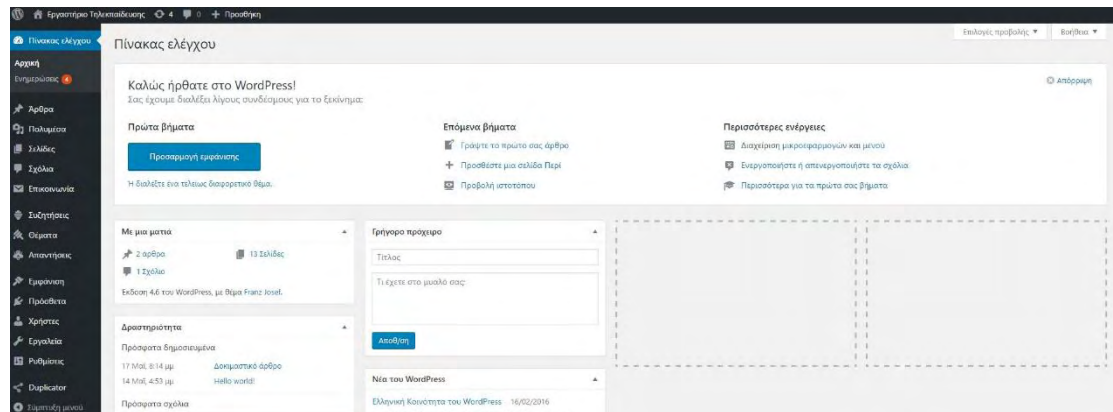 Εργαστήριο Τηλεκπαίδευσης 4 0 + Προσθήκη
Επιλογές προβολής Βοήθεια
Πίνακας ελέγχου
Αρχική
Ενημερώσεις 4
Άρθρα
Πολυμέσα
Σελίδες
Σχόλια
Επικοινωνία
Συζητήσεις
Θέματα
Απαντήσεις
Εμφάνιση
Πρόσθετα
Χρήστες
Εργαλεία
Ρυθμίσεις
Duplicator
Σύμπτυξη μενού
Πίνακας ελέγχου
Καλώς ήρθατε στο WordPress!
Απόρριψη
Σας έχουμε διαλέξει λίγους συνδέσμους για το ξεκίνημα:
Πρώτα βήματα
Προσαρμογή εμφάνισης
Ή διαλέξτε ένα τελείως διαφορετικό θέμα.
Επόμενα βήματα
Γράψτε το πρώτο σας άρθρο
Προσθέστε μια σελίδα Περί
Προβολή ιστοτόπου
Περισσότερες ενέργειες
Διαχείριση μικροεφαρμογών και μενού
Ενεργοποιήστε ή απενεργοποιήστε τα σχόλια
Περισσότερα για τα πρώτα σας βήματα
Με μια ματιά
2 άρθρα 13 Σελίδες
1 Σχόλιο
Έκδοση 4.6 του WordPress, με θέμα Franz Josef.
Δραστηριότητα
Πρόσφατα δημοσιευμένα
17 Μαΐ, 8:14 μμ Δοκιμαστικό άρθρο
14 Μαΐ, 4:53 μμ Hello world!
Πρόσφατα σχόλια
Γρήγορο πρόχειρο
Τίτλος
Τι έχετε στο μυαλό σας;
Αποθ/ση
Νέα του WordPress
Ελληνική Κοινότητα του WordPress 16/02/2016